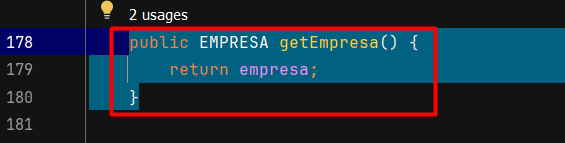 2 usages
178 public EMPRESA getEmpresa() {
179 return empresa;
180 }
181